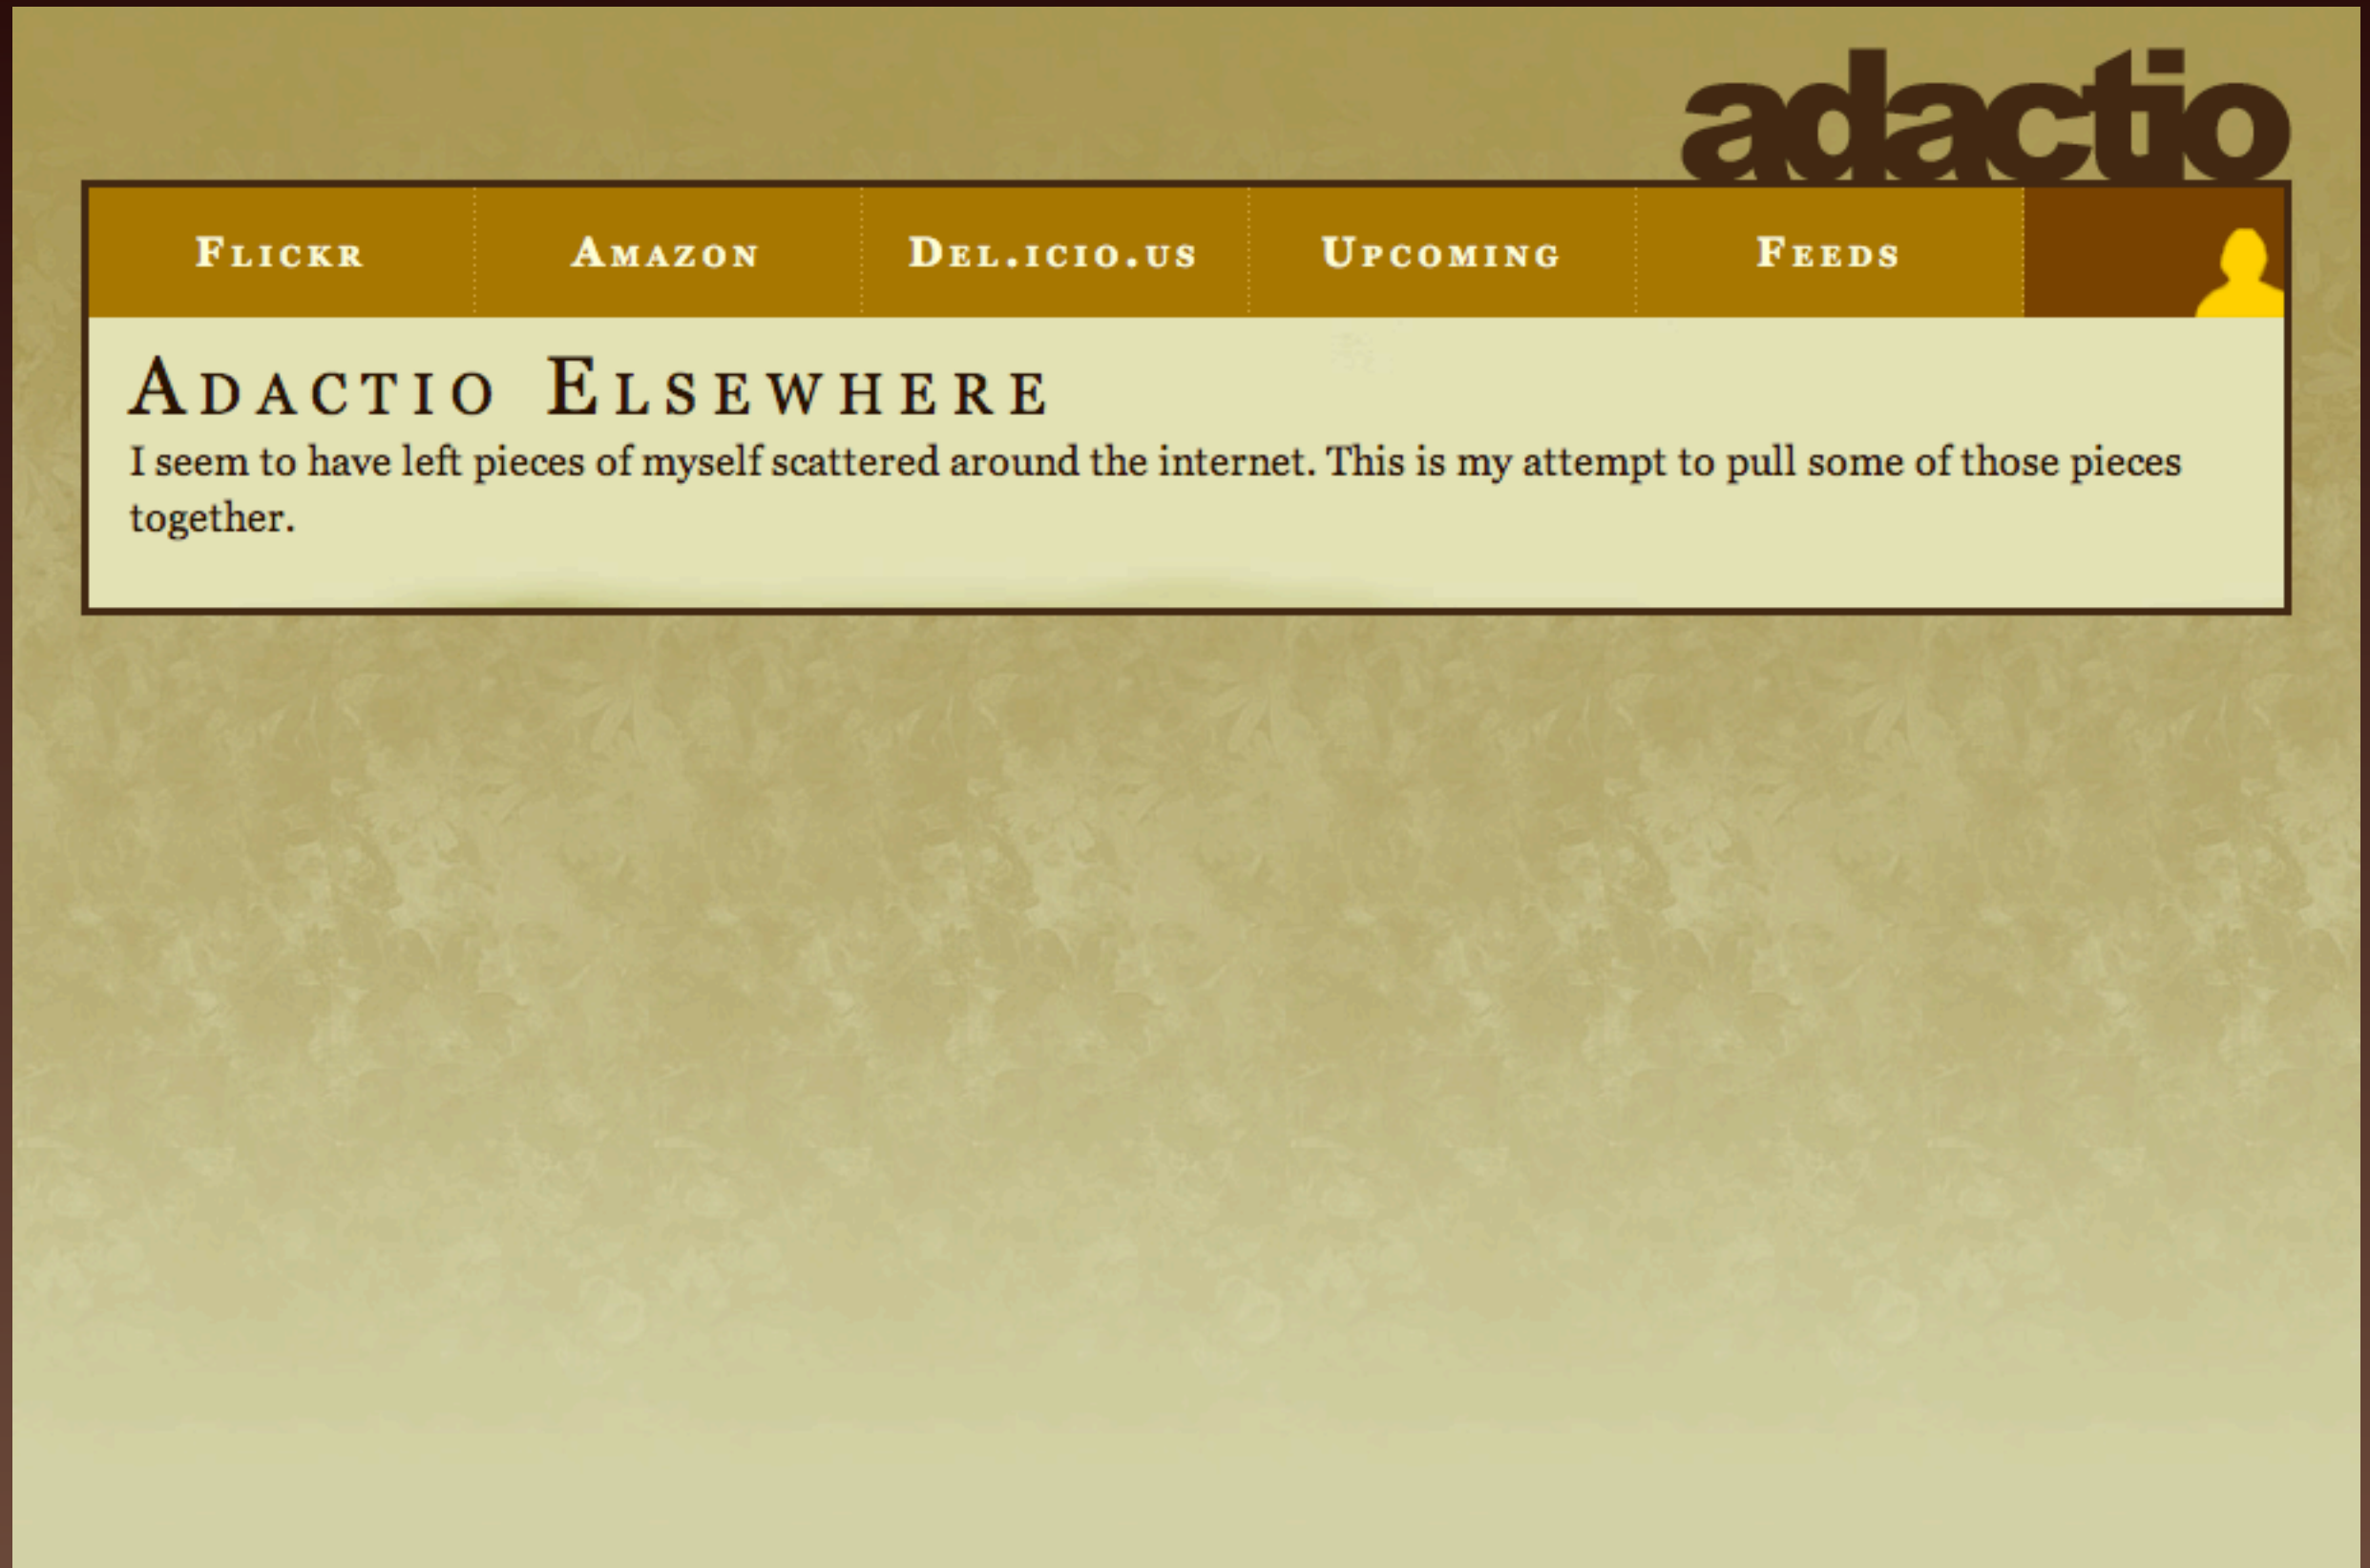 adactio
Flickr
Amazon
Del.icio.us
Upcoming
Feeds
Adactio Elsewhere
I seem to have left pieces of myself scattered around the internet. This is my attempt to pull some of those pieces
together.